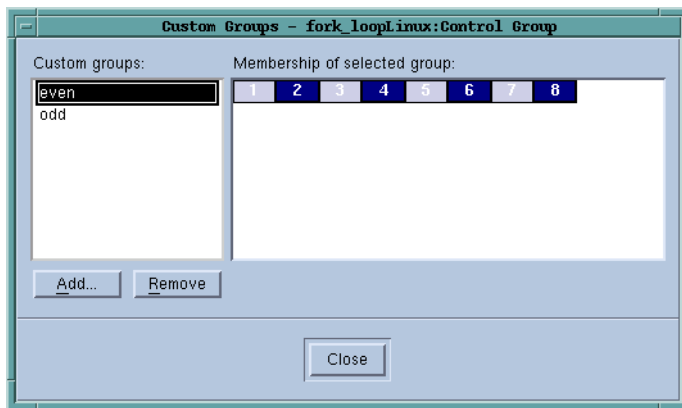 Custom Groups - fork_loopLinux:Control Group
Custom groups:
Membership of selected group:
even
odd
1 2 3 4 5 6 7 8
Add...
Remove
Close